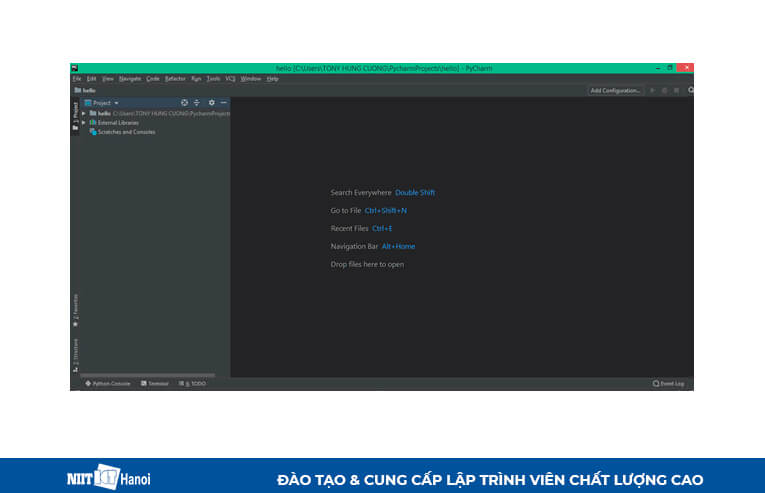 hello [C:\Users\TONY HUNG CUONG\PycharmProjects\hello] - PyCharm
File Edit View Navigate Code Refactor Run Tools VCS Window Help
hello
Add Configuration...
Project
1: Project
hello C:\Users\TONY HUNG CUONG\PycharmProjects
External Libraries
Scratches and Consoles
Search Everywhere Double Shift
Go to File Ctrl+Shift+N
Recent Files Ctrl+E
Navigation Bar Alt+Home
Drop files here to open
2: Favorites
Z: Structure
Python Console Terminal 6: TODO
Event Log
NIIT ICT Hanoi
ĐÀO TẠO & CUNG CẤP LẬP TRÌNH VIÊN CHẤT LƯỢNG CAO